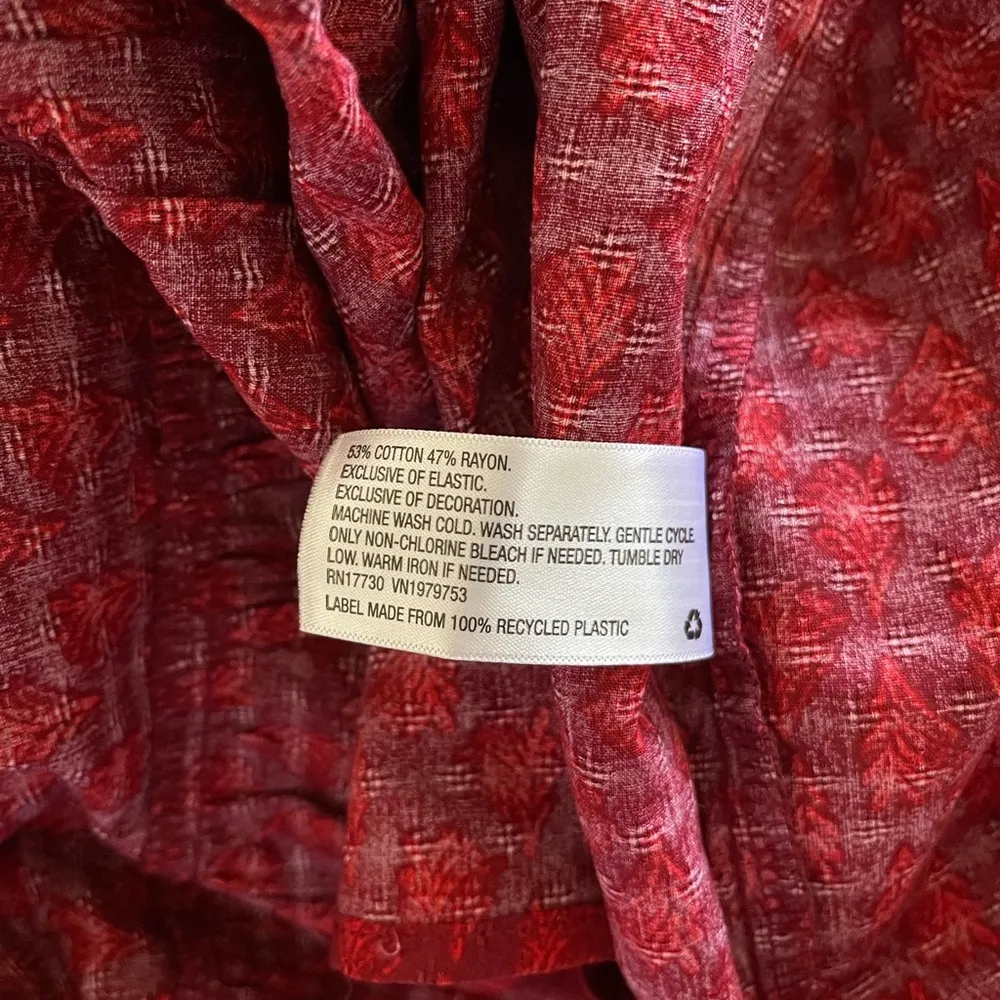 53% COTTON 47% RAYON.
EXCLUSIVE OF ELASTIC.
EXCLUSIVE OF DECORATION.
MACHINE WASH COLD. WASH SEPARATELY. GENTLE CYCLE.
ONLY NON-CHLORINE BLEACH IF NEEDED. TUMBLE DRY
LOW. WARM IRON IF NEEDED.
RN17730 VN1979753
LABEL MADE FROM 100% RECYCLED PLASTIC